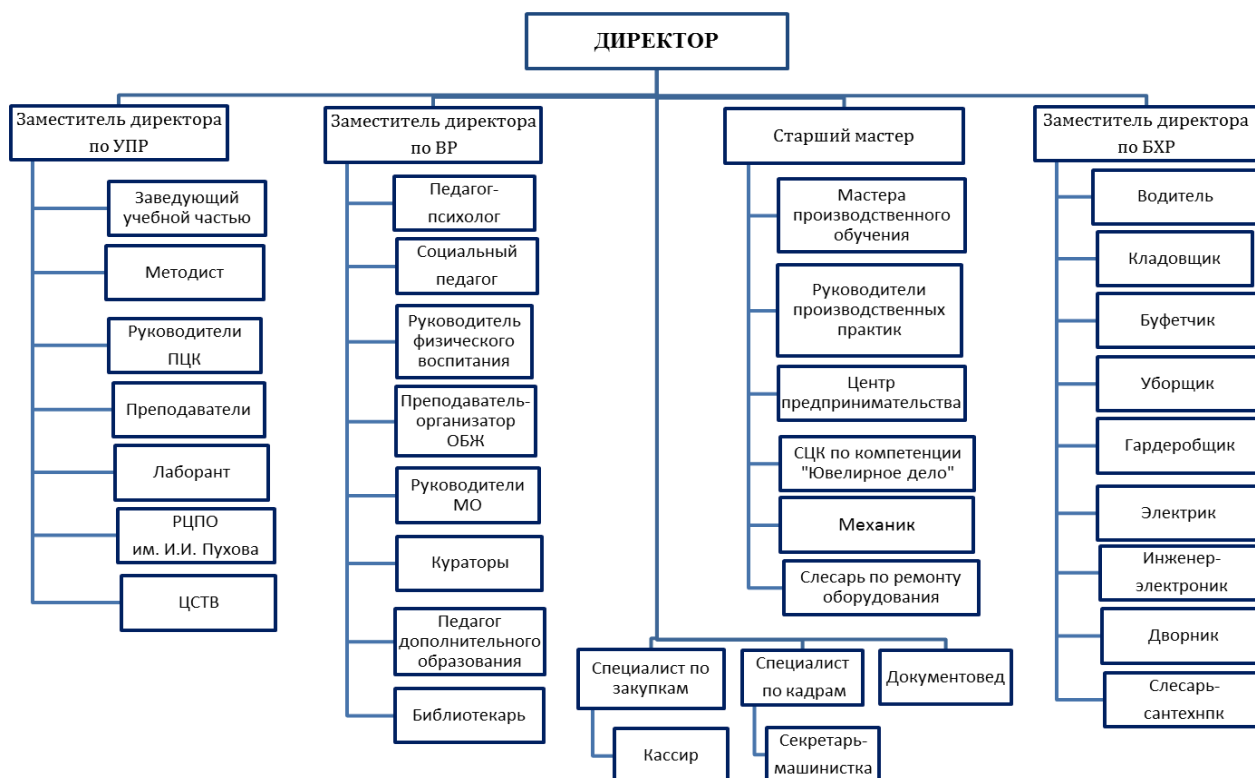 ДИРЕКТОР
Заместитель директора
по УПР
Заведующий
учебной частью
Методист
Руководители
ПЦК
Преподаватели
Лаборант
РЦПО
им. И.И. Пухова
ЦСТВ
Заместитель директора
по ВР
Педагог-
психолог
Социальный
педагог
Руководитель
физического
воспитания
Преподаватель-
организатор
ОБЖ
Руководители
МО
Кураторы
Педагог
дополнительного
образования
Библиотекарь
Старший мастер
Мастера
производственного
обучения
Руководители
производственных
практик
Центр
предпринимательства
СЦК по компетенции
"Ювелирное дело"
Механик
Слесарь по ремонту
оборудования
Специалист по
закупкам
Кассир
Специалист
по кадрам
Секретарь-
машинистка
Документовед
Заместитель директора
по БХР
Водитель
Кладовщик
Буфетчик
Уборщик
Гардеробщик
Электрик
Инженер-
электроник
Дворник
Слесарь-
сантехнпк